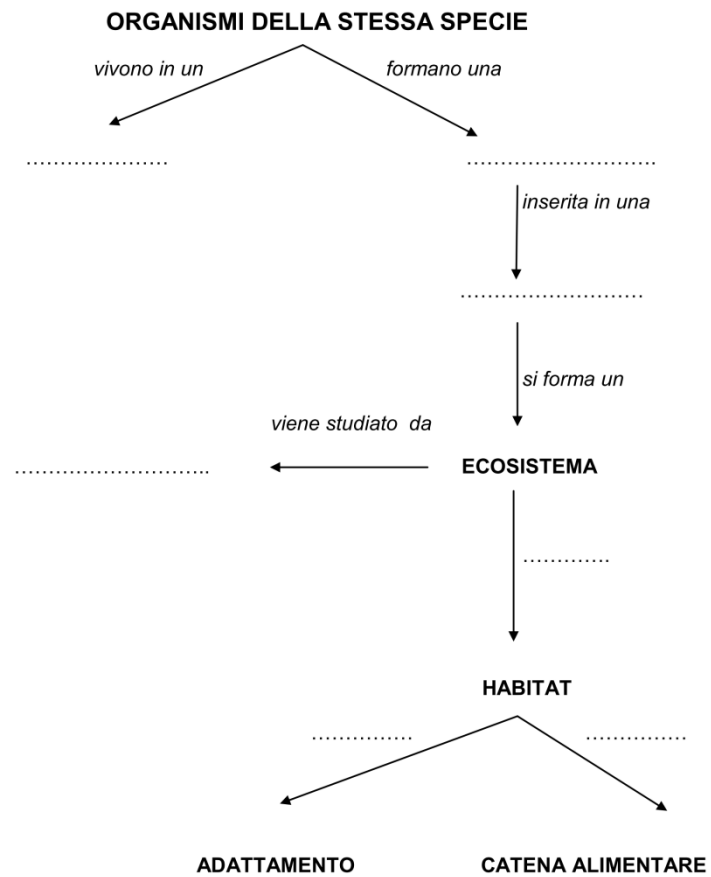 ORGANISMI DELLA STESSA SPECIE
vivono in un
formano una
…………………
……………………….
inserita in una
………………………
si forma un
viene studiato da
………………………..
ECOSISTEMA
………….
HABITAT
……………
……………
ADATTAMENTO
CATENA ALIMENTARE